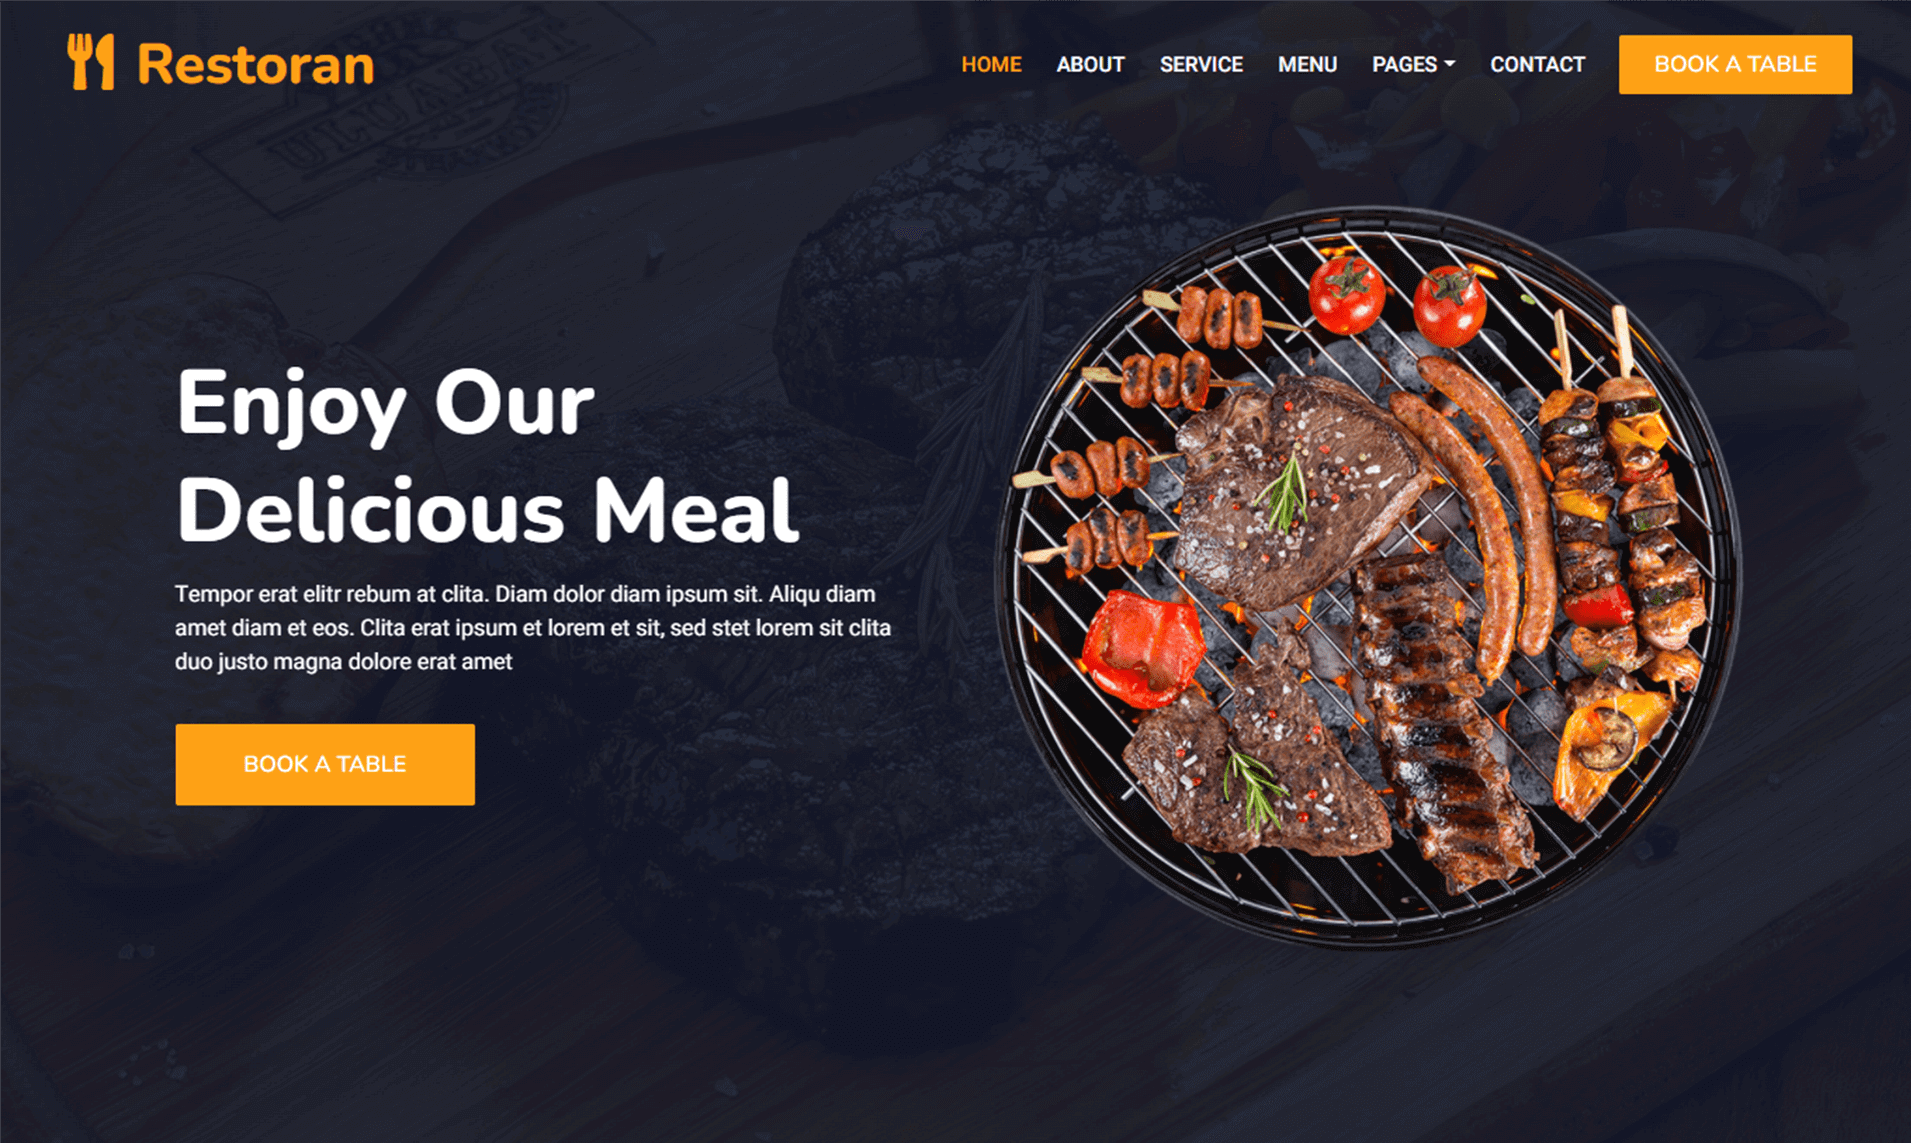 Restoran
HOME ABOUT SERVICE MENU PAGES CONTACT BOOK A TABLE
ULUABAT
Enjoy Our
Delicious Meal
Tempor erat elitr rebum at clita. Diam dolor diam ipsum sit. Aliqu diam
amet diam et eos. Clita erat ipsum et lorem et sit, sed stet lorem sit clita
duo justo magna dolore erat amet
BOOK A TABLE